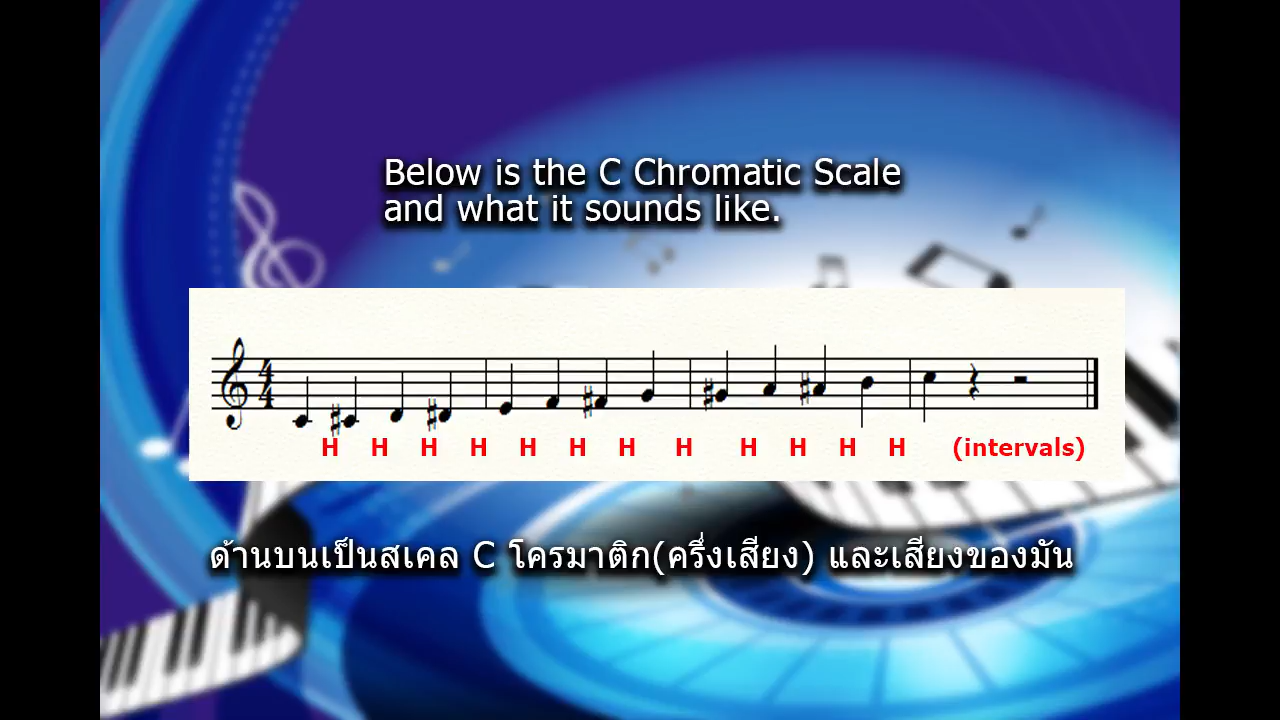 Below is the C Chromatic Scale
and what it sounds like.
4
4
H H H H H H H H H H H H (intervals)
ด้านบนเป็นสเคล C โครมาติก(ครึ่งเสียง) และเสียงของมัน